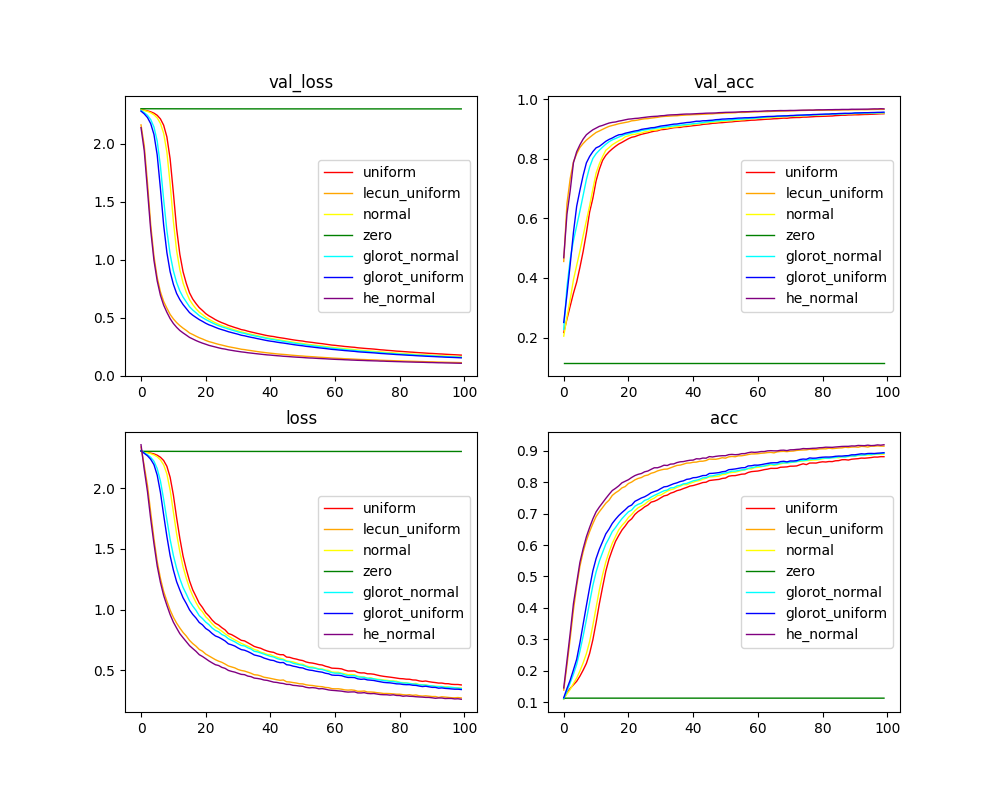 val_loss
2.0
1.5
1.0
0.5
0.0
uniform
lecun_uniform
normal
zero
glorot_normal
glorot_uniform
he_normal
0 20 40 60 80 100
val_acc
1.0
0.8
0.6
0.4
0.2
uniform
lecun_uniform
normal
zero
glorot_normal
glorot_uniform
he_normal
0 20 40 60 80 100
loss
2.0
1.5
1.0
0.5
uniform
lecun_uniform
normal
zero
glorot_normal
glorot_uniform
he_normal
0 20 40 60 80 100
acc
0.9
0.8
0.7
0.6
0.5
0.4
0.3
0.2
0.1
uniform
lecun_uniform
normal
zero
glorot_normal
glorot_uniform
he_normal
0 20 40 60 80 100